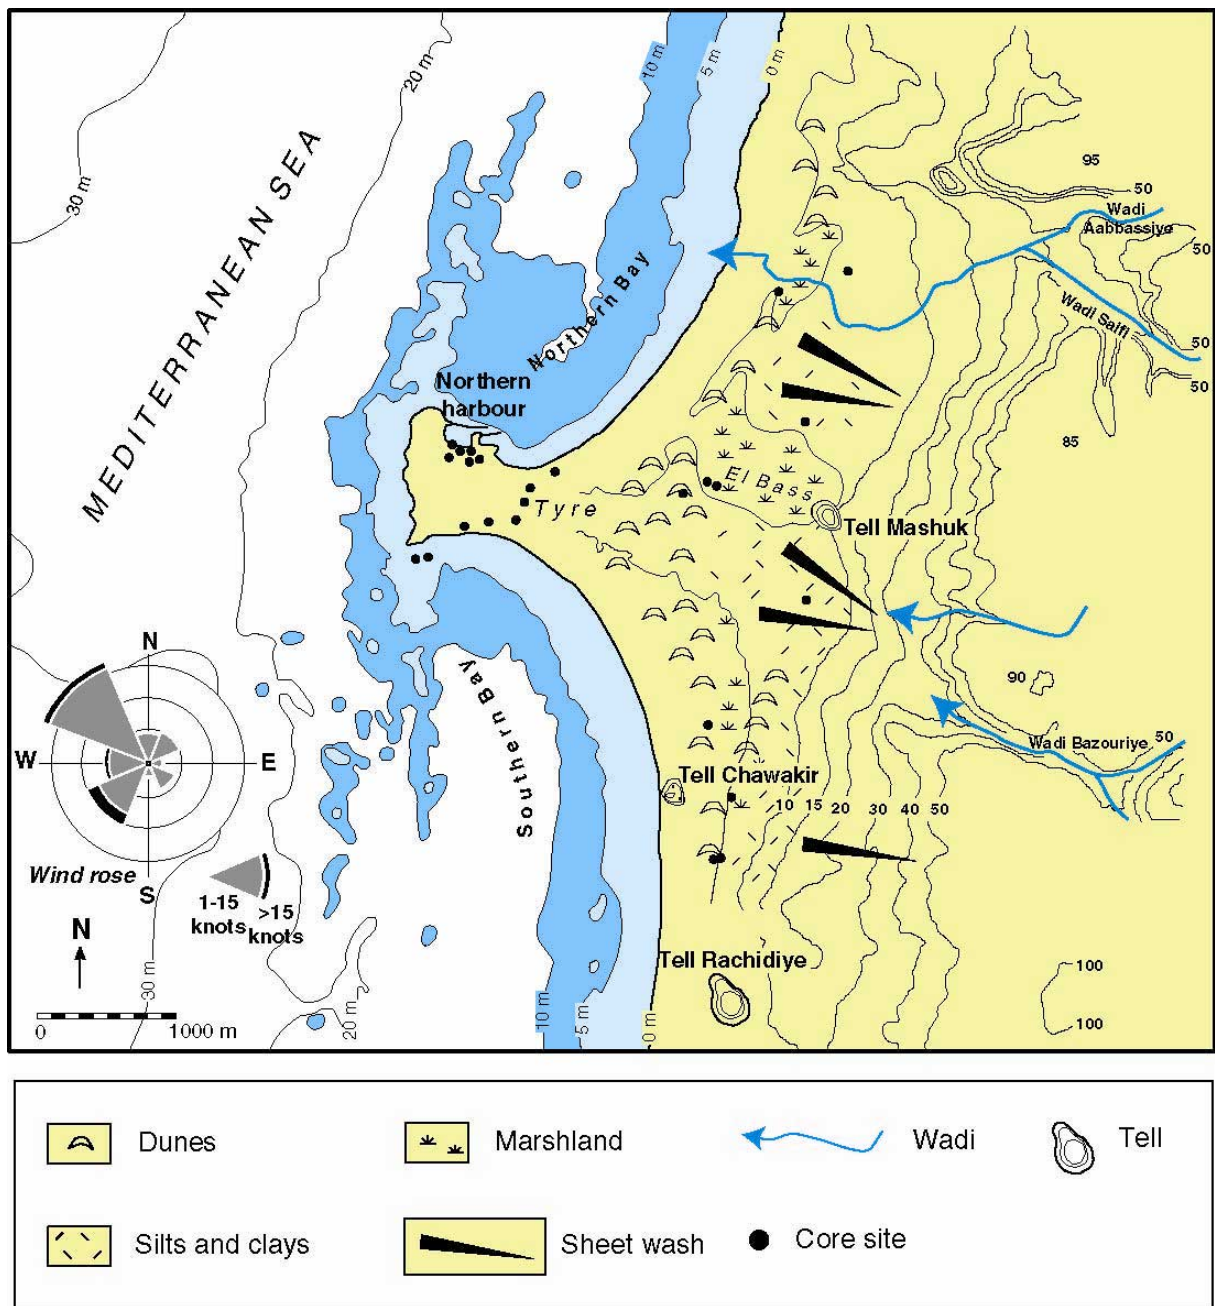 10 m
5 m
0 m
20 m
30 m
MEDITERRANEAN SEA
95
50
Wadi
Aabbassiye
50
Wadi Saifi
50
50
Northern Bay
Northern
harbour
85
El Bass
Tyre
Tell Mashuk
N
W
E
S
Wind rose
1-15
knots
>15
knots
N
0
1000 m
90
Southern Bay
Wadi Bazouriye
50
Tell Chawakir
10
15
20
30
40
50
Tell Rachidiye
100
100
30 m
20 m
10 m
5 m
0 m
Dunes
Marshland
Wadi
Tell
Silts and clays
Sheet wash
Core site